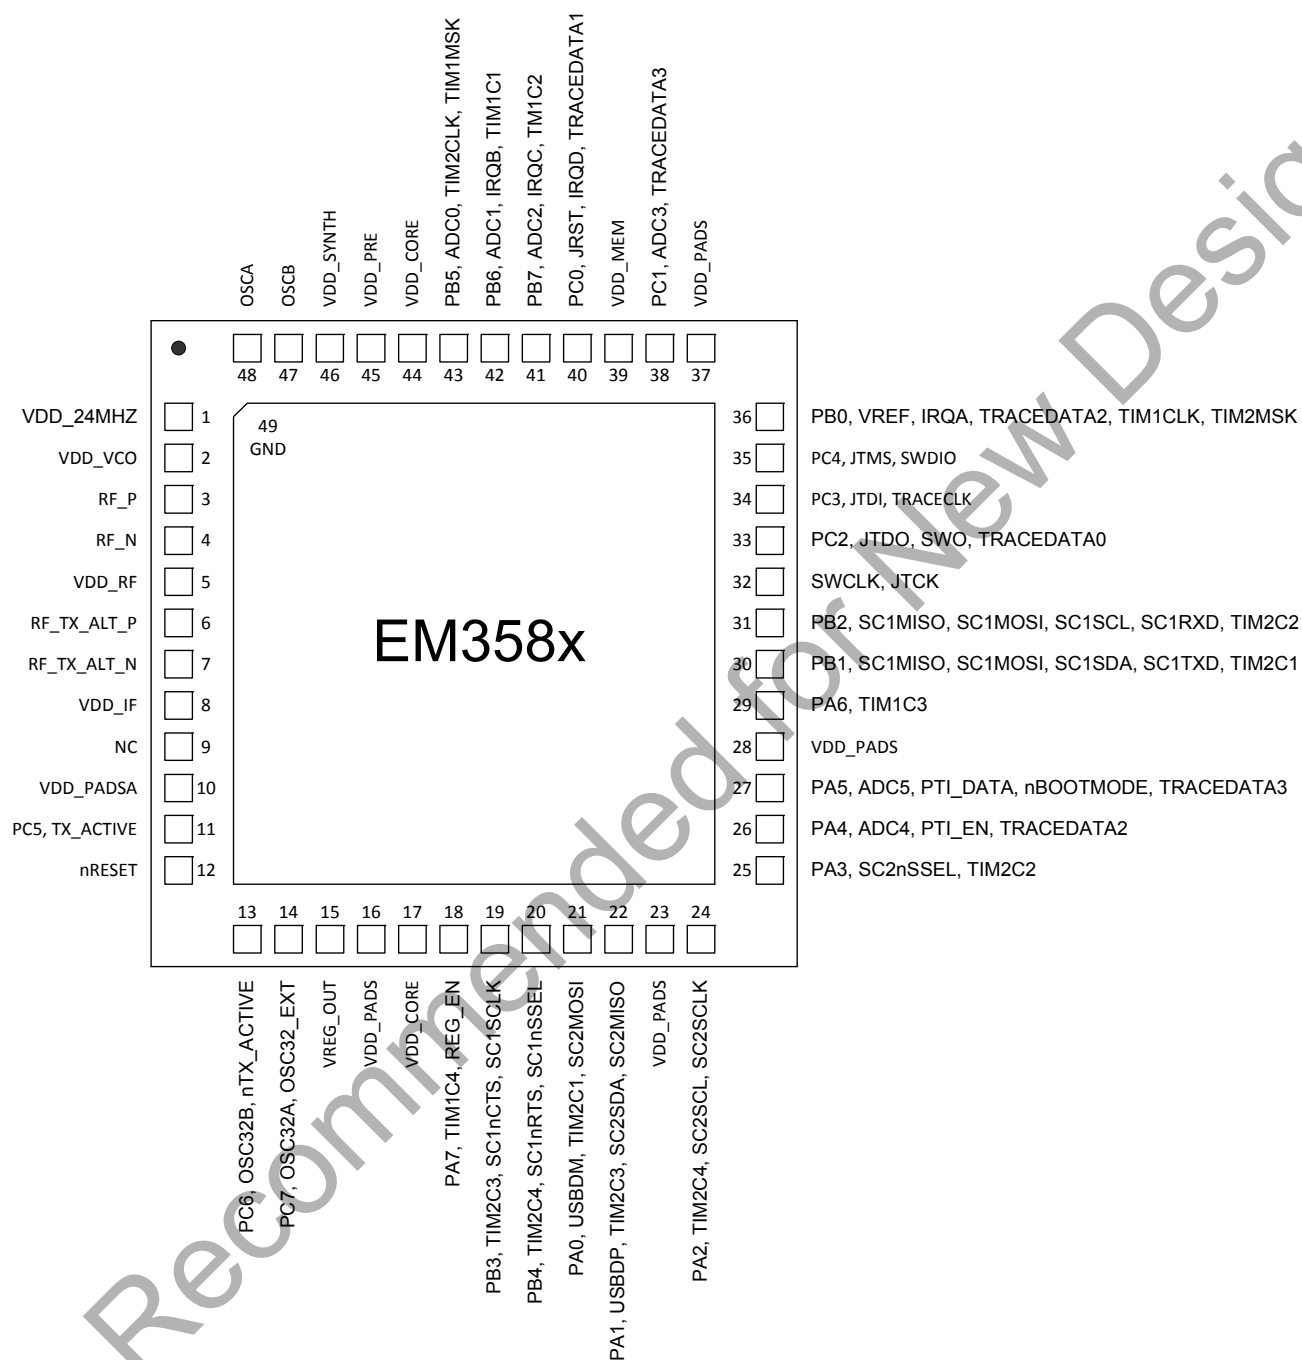 OSCA
OSCB
VDD_SYNTH
VDD_PRE
VDD_CORE
PB5, ADC0, TIM2CLK, TIM1MSK
PB6, ADC1, IRQB, TIM1C1
PB7, ADC2, IRQC, TM1C2
PC0, JRST, IRQD, TRACEDATA1
VDD_MEM
PC1, ADC3, TRACEDATA3
VDD_PADS
48 47 46 45 44 43 42 41 40 39 38 37
VDD_24MHZ 1
VDD_VCO 2
RF_P 3
RF_N 4
VDD_RF 5
RF_TX_ALT_P 6
RF_TX_ALT_N 7
VDD_IF 8
NC 9
VDD_PADSA 10
PC5, TX_ACTIVE 11
nRESET 12
49
GND
EM358x
36 PB0, VREF, IRQA, TRACEDATA2, TIM1CLK, TIM2MSK
35 PC4, JTMS, SWDIO
34 PC3, JTDI, TRACECLK
33 PC2, JTDO, SWO, TRACEDATA0
32 SWCLK, JTCK
31 PB2, SC1MISO, SC1MOSI, SC1SCL, SC1RXD, TIM2C2
30 PB1, SC1MISO, SC1MOSI, SC1SDA, SC1TXD, TIM2C1
29 PA6, TIM1C3
28 VDD_PADS
27 PA5, ADC5, PTI_DATA, nBOOTMODE, TRACEDATA3
26 PA4, ADC4, PTI_EN, TRACEDATA2
25 PA3, SC2nSSEL, TIM2C2
13 14 15 16 17 18 19 20 21 22 23 24
PC6, OSC32B, nTX_ACTIVE
PC7, OSC32A, OSC32_EXT
VREG_OUT
VDD_PADS
VDD_CORE
PA7, TIM1C4, REG_EN
PB3, TIM2C3, SC1nCTS, SC1SCLK
PB4, TIM2C4, SC1nRTS, SC1nSSEL
PA0, USBDM, TIM2C1, SC2MOSI
PA1, USBDP, TIM2C3, SC2SDA, SC2MISO
VDD_PADS
PA2, TIM2C4, SC2SCL, SC2SCLK
Recommended for New Desig